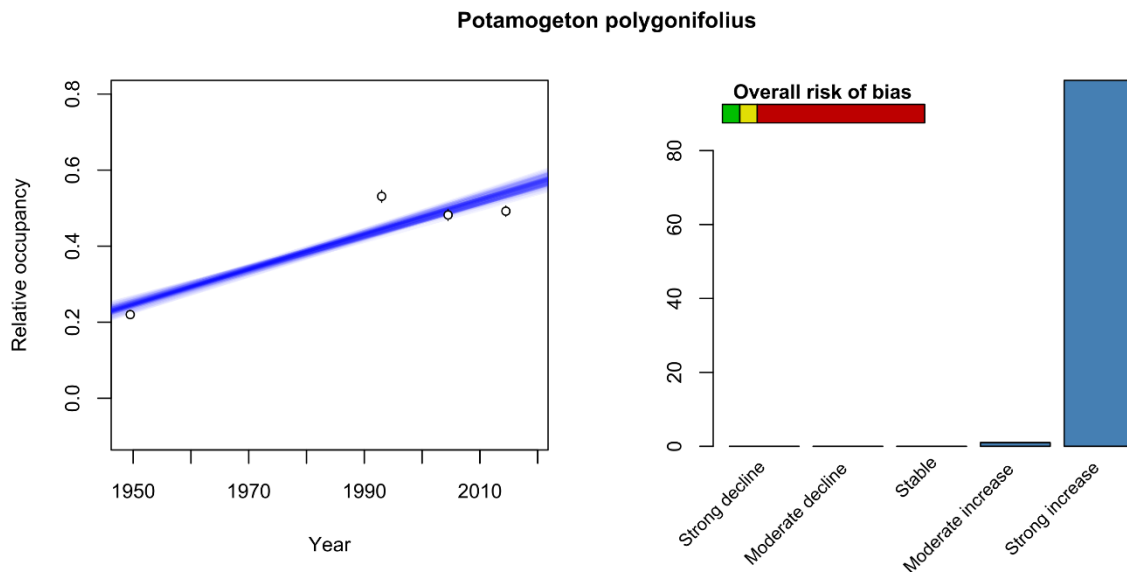 Potamogeton polygonifolius
Relative occupancy
0.8
0.6
0.4
0.2
0.0
1950
1970
1990
2010
Year
Overall risk of bias
80
60
40
20
0
Strong decline
Moderate decline
Stable
Moderate increase
Strong increase